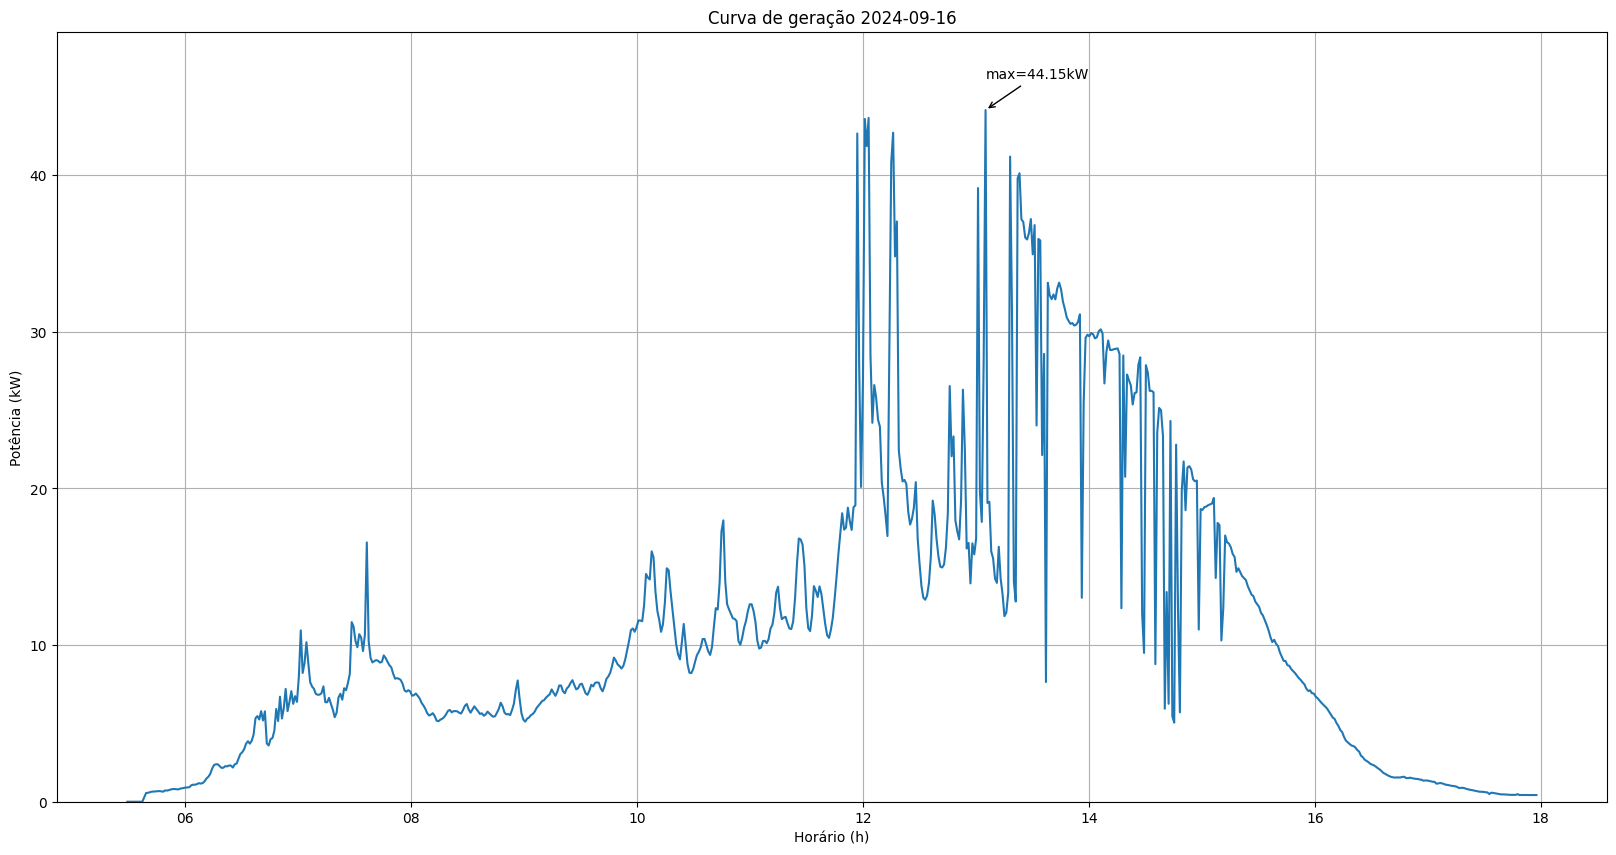 Curva de geração 2024-09-16
max=44.15kW
Potência (kW)
40
30
20
10
0
06 08 10 12 14 16 18
Horário (h)